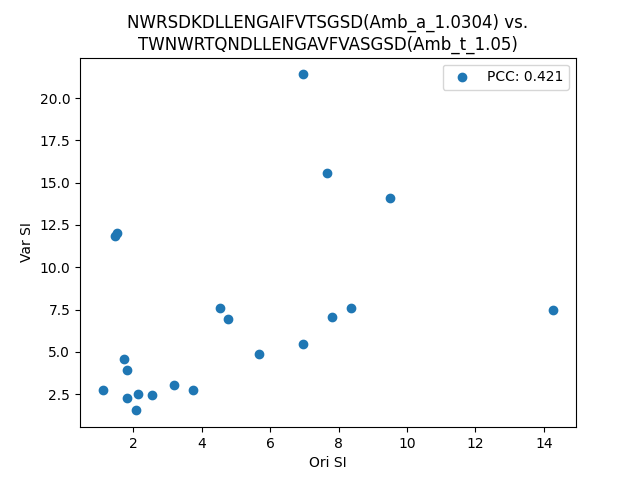 NWRSDKDLLENGAIFVTSGSD(Amb_a_1.0304) vs.
TWNWRTQNDLLENGAVFVASGSD(Amb_t_1.05)
PCC: 0.421
20.0
17.5
15.0
12.5
10.0
7.5
5.0
2.5
Var SI
2 4 6 8 10 12 14
Ori SI